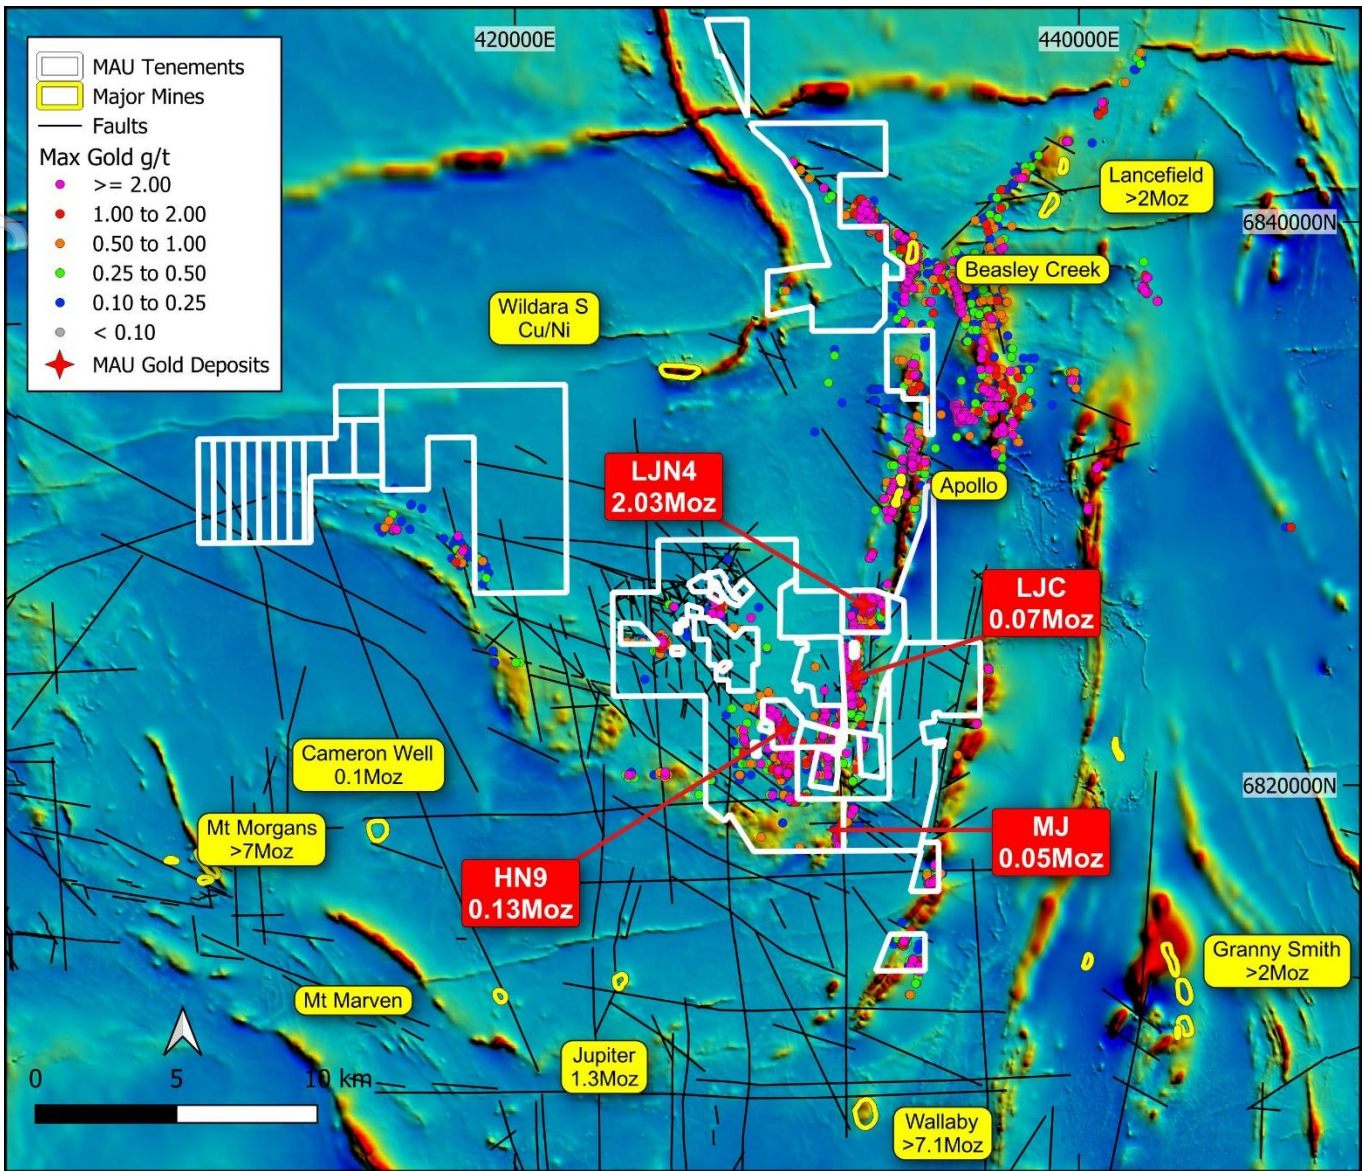 420000E
440000E
MAU Tenements
Major Mines
Faults
Max Gold g/t
>= 2.00
1.00 to 2.00
0.50 to 1.00
0.25 to 0.50
0.10 to 0.25
< 0.10
MAU Gold Deposits
Lancefield
>2Moz
6840000N
Beasley Creek
Wildara S
Cu/Ni
LJN4
2.03Moz
Apollo
LJC
0.07Moz
Cameron Well
0.1Moz
6820000N
Mt Morgans
>7Moz
MJ
0.05Moz
HN9
0.13Moz
Granny Smith
>2Moz
Mt Marven
Jupiter
1.3Moz
0
5
10 km
Wallaby
>7.1Moz